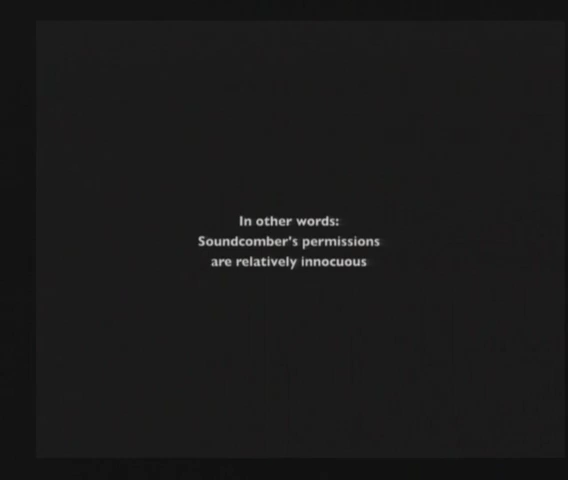 In other words:
Soundcomber's permissions
are relatively innocuous